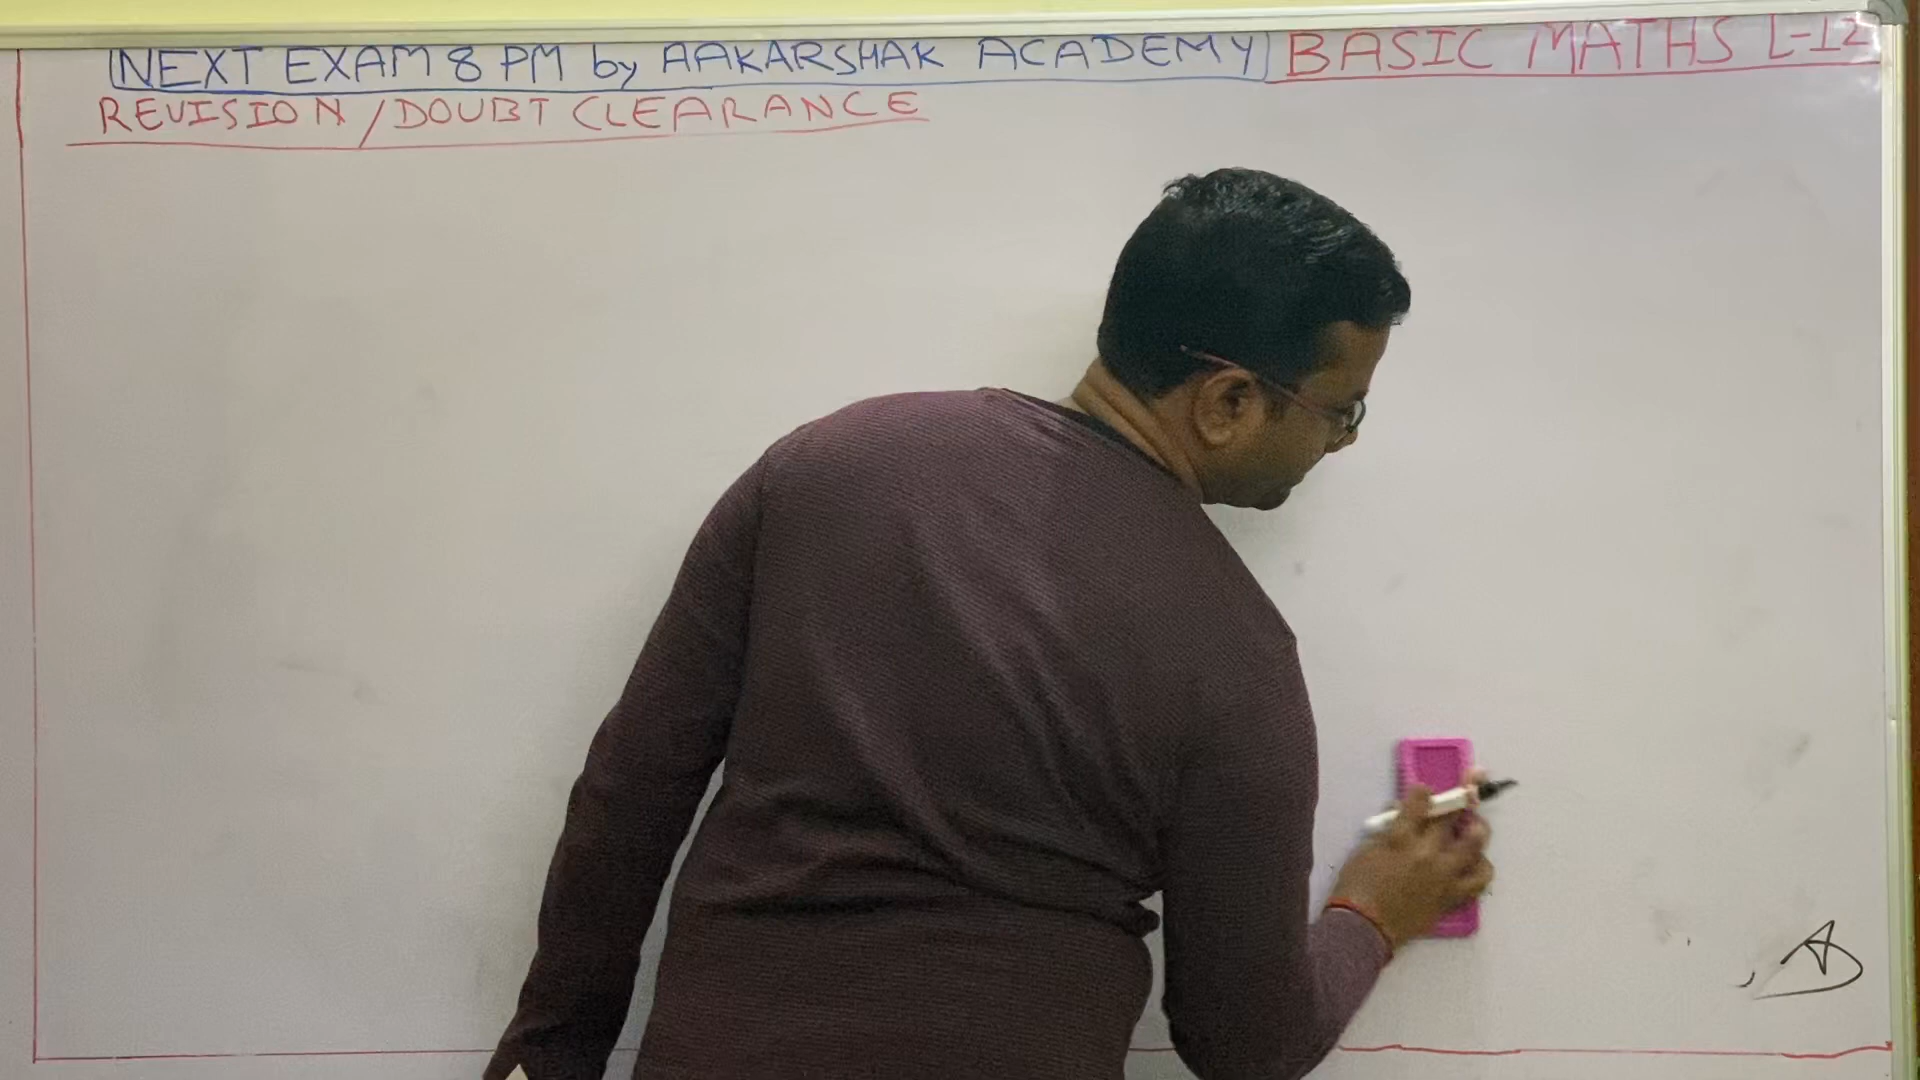 NEXT EXAM 8 PM by AAKARSHAK ACADEMY BASIC MATHS L-12
REVISION / DOUBT CLEARANCE